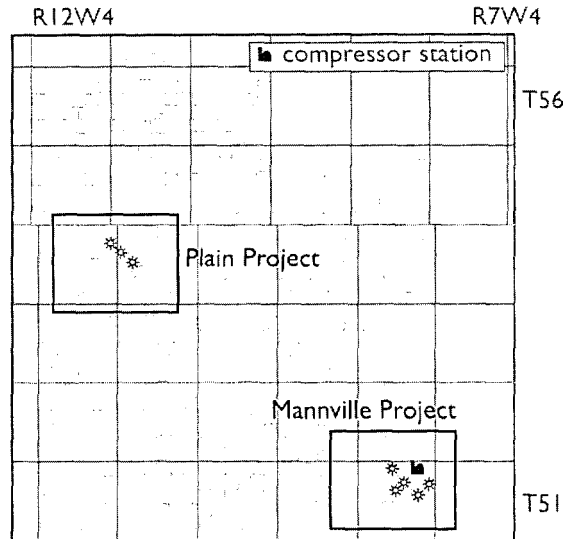 R12W4 R7W4
compressor station
T56
Plain Project
Mannville Project
T51